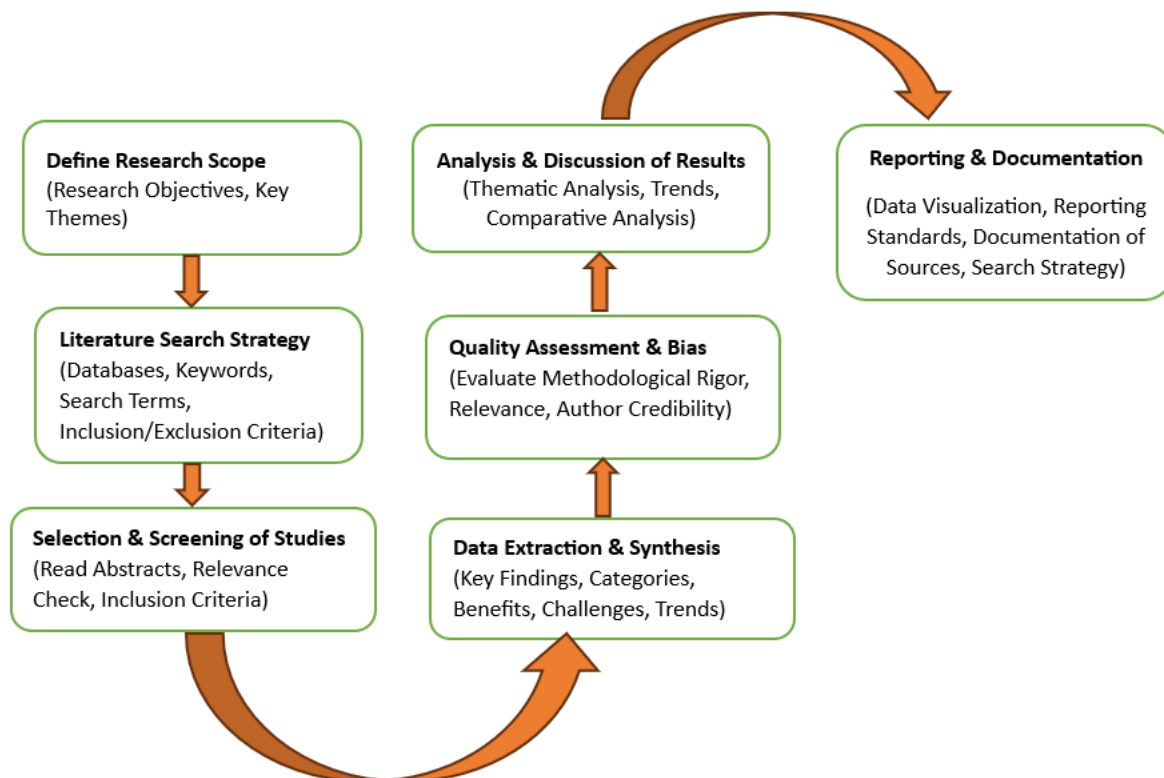 Define Research Scope
(Research Objectives, Key
Themes)
Literature Search Strategy
(Databases, Keywords,
Search Terms,
Inclusion/Exclusion Criteria)
Selection & Screening of Studies
(Read Abstracts, Relevance
Check, Inclusion Criteria)
Data Extraction & Synthesis
(Key Findings, Categories,
Benefits, Challenges, Trends)
Quality Assessment & Bias
(Evaluate Methodological Rigor,
Relevance, Author Credibility)
Analysis & Discussion of Results
(Thematic Analysis, Trends,
Comparative Analysis)
Reporting & Documentation
(Data Visualization, Reporting
Standards, Documentation of
Sources, Search Strategy)